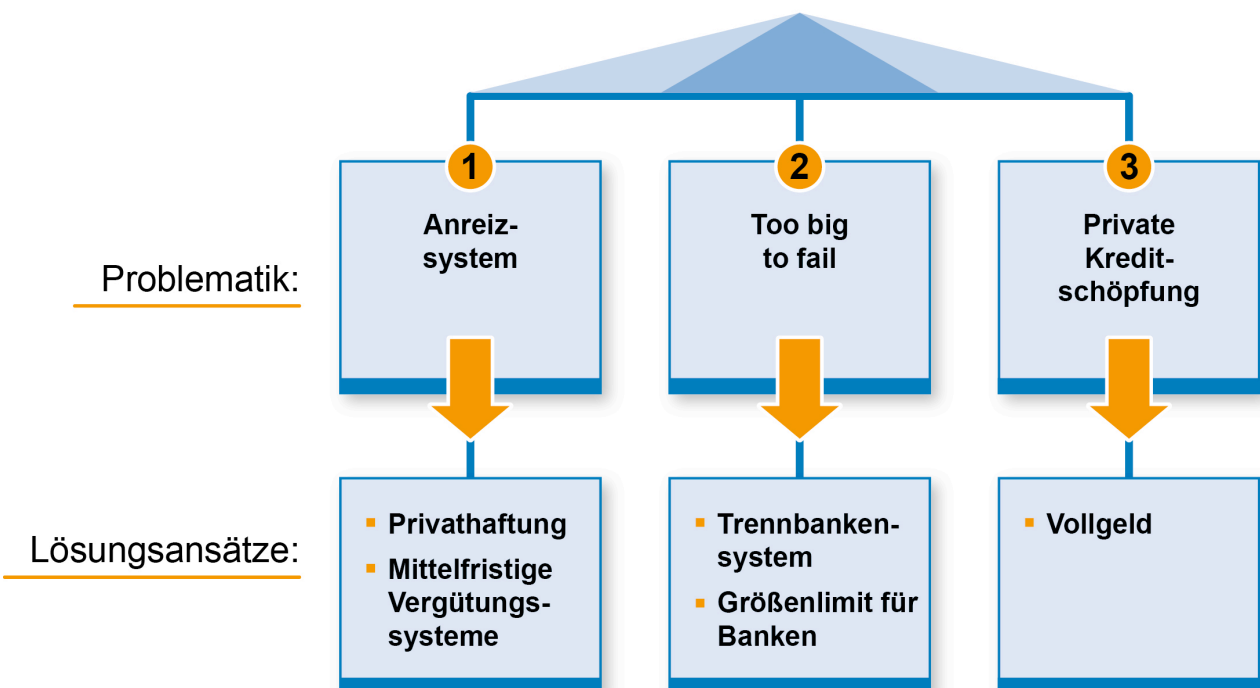 1
2
3
Problematik:
Anreiz-
system
Too big
to fail
Private
Kredit-
schöpfung
Lösungsansätze:
Privathaftung
Mittelfristige
Vergütungs-
systeme
Trennbanken-
system
Größenlimit für
Banken
Vollgeld